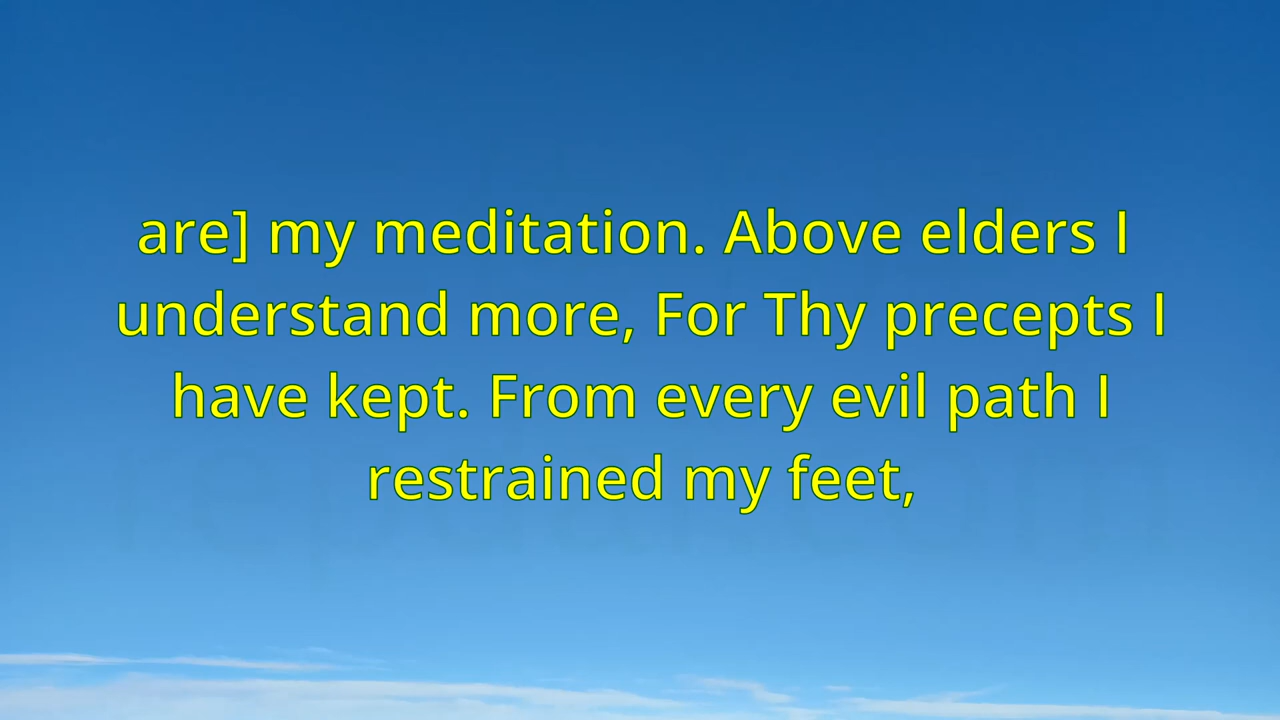 are] my meditation. Above elders I
understand more, For Thy precepts I
have kept. From every evil path I
restrained my feet,